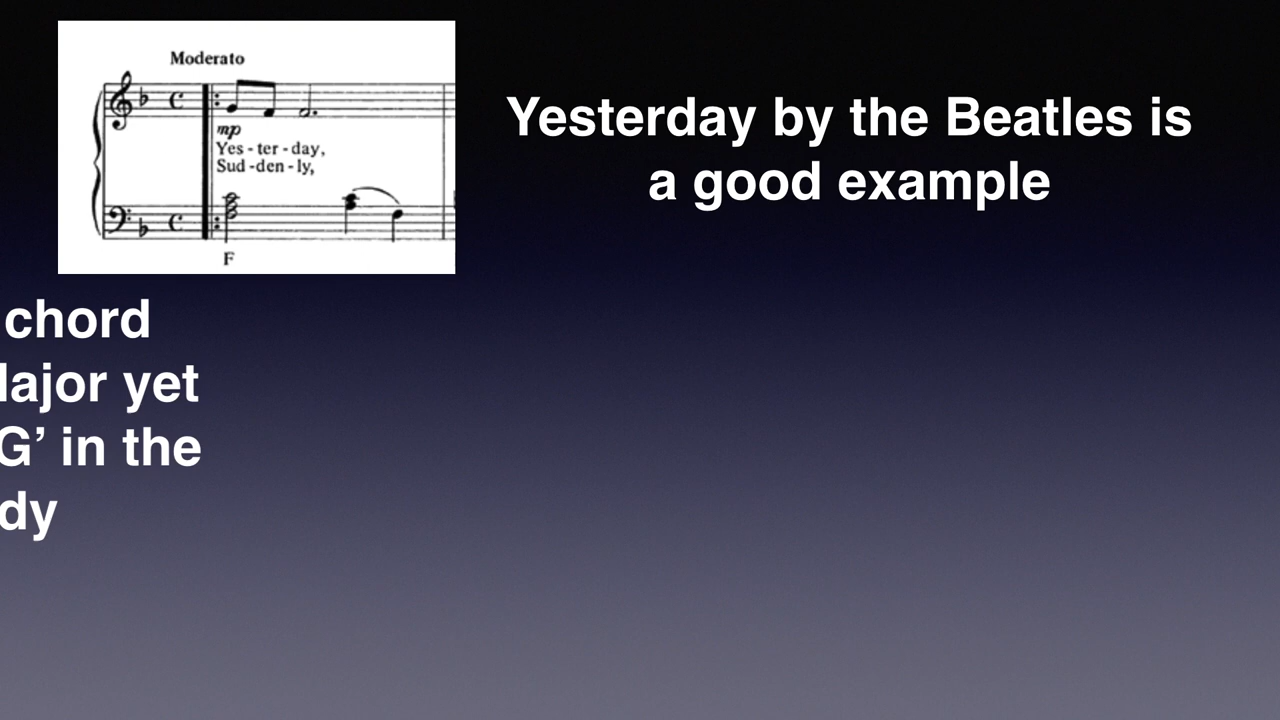 Moderato
mp
Yes - ter - day,
Sud - den - ly,
F
Yesterday by the Beatles is
a good example
chord
ajor yet
G’ in the
dy